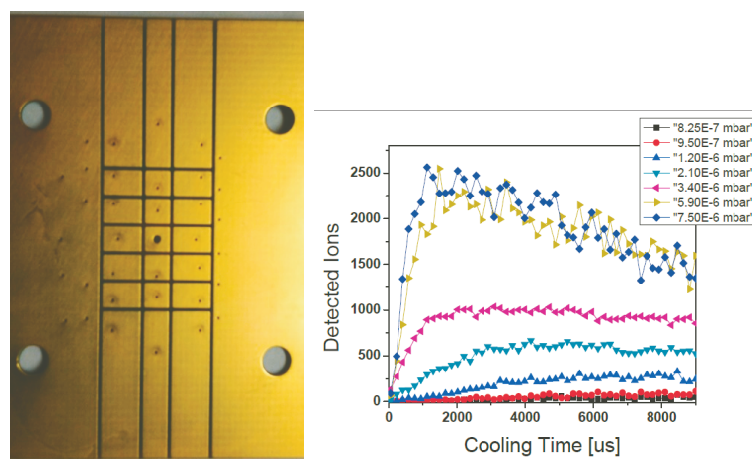 "8.25E-7 mbar"
"9.50E-7 mbar"
"1.20E-6 mbar"
"2.10E-6 mbar"
"3.40E-6 mbar"
"5.90E-6 mbar"
"7.50E-6 mbar"
2500
2000
1500
1000
500
0
Detected Ions
0 2000 4000 6000 8000
Cooling Time [us]